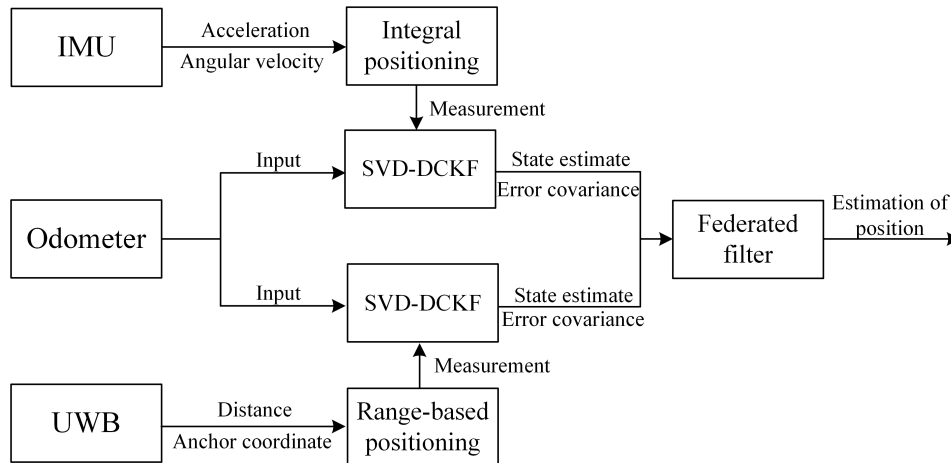 IMU
Acceleration
Angular velocity
Integral
positioning
Measurement
Input
SVD-DCKF
State estimate
Error covariance
Odometer
Federated
filter
Estimation of
position
Input
SVD-DCKF
State estimate
Error covariance
Measurement
UWB
Distance
Anchor coordinate
Range-based
positioning